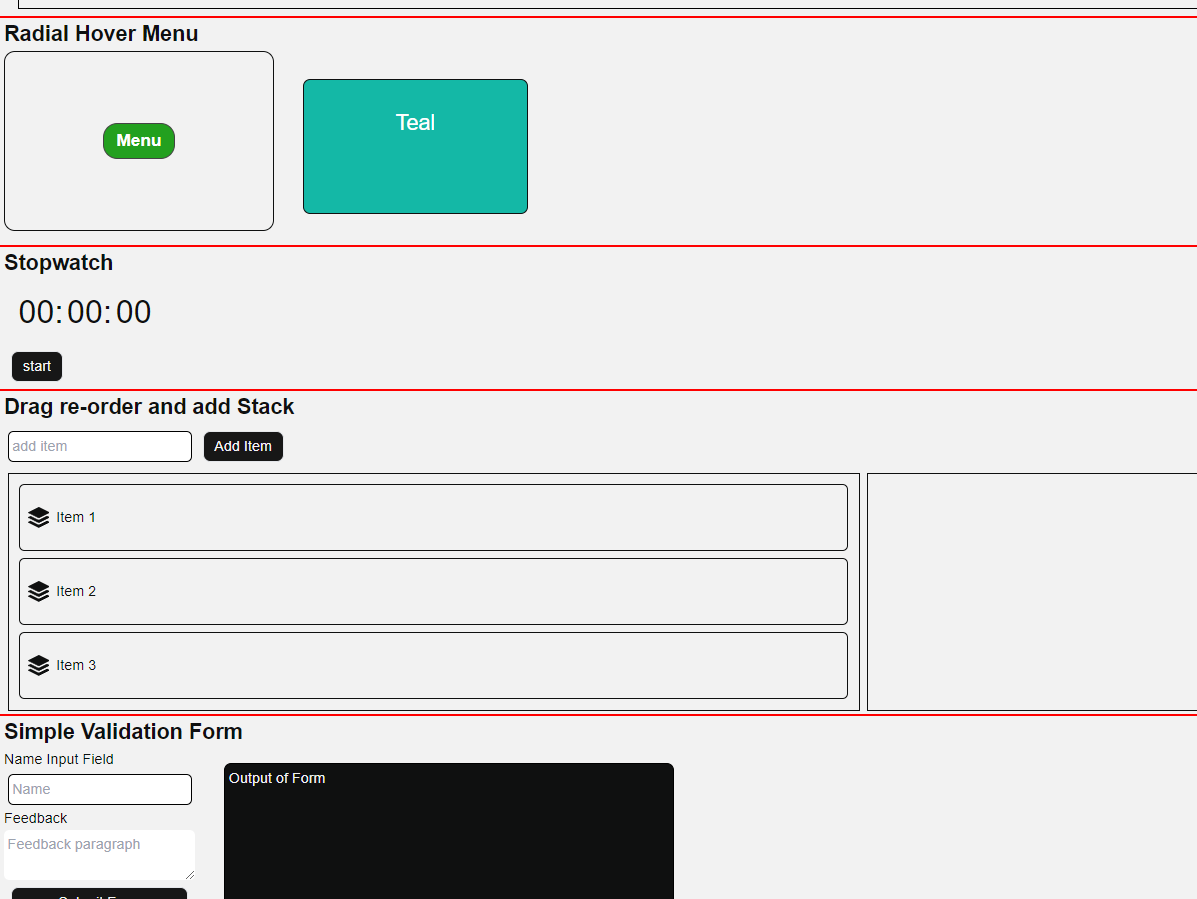 Radial Hover Menu
Menu
Teal
Stopwatch
00:00:00
start
Drag re-order and add Stack
add item
Add Item
Item 1
Item 2
Item 3
Simple Validation Form
Name Input Field
Name
Output of Form
Feedback
Feedback paragraph